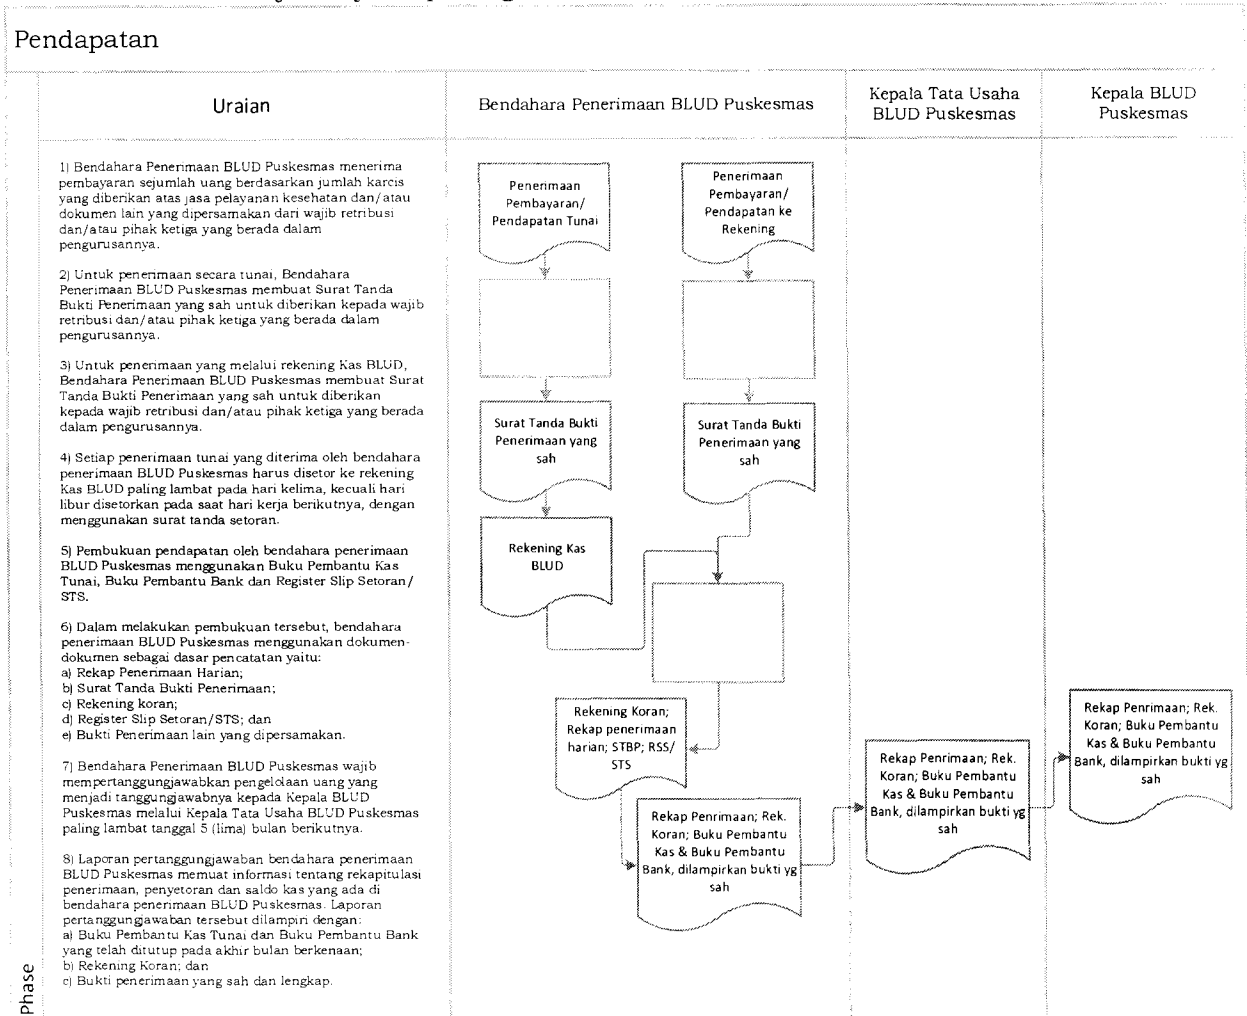 Pendapatan
Uraian
Bendahara Penerimaan BLUD Puskesmas
Kepala Tata Usaha
BLUD Puskesmas
Kepala BLUD
Puskesmas
1) Bendahara Penerimaan BLUD Puskesmas menerima
pembayaran sejumlah uang berdasarkan jumlah karcis
yang diberikan atas jasa pelayanan kesehatan dan/atau
dokumen lain yang dipersamakan dari wajib retribusi
dan/atau pihak ketiga yang berada dalam
pengurusannya.
2) Untuk penerimaan secara tunai, Bendahara
Penerimaan BLUD Puskesmas membuat Surat Tanda
Bukti Penerimaan yang sah untuk diberikan kepada wajib
retribusi dan/atau pihak ketiga yang berada dalam
pengurusannya.
3) Untuk penerimaan yang melalui rekening Kas BLUD,
Bendahara Penerimaan BLUD Puskesmas membuat Surat
Tanda Bukti Penerimaan yang sah untuk diberikan
kepada wajib retribusi dan/atau pihak ketiga yang berada
dalam pengurusannya.
4) Setiap penerimaan tunai yang diterima oleh bendahara
penerimaan BLUD Puskesmas harus disetor ke rekening
Kas BLUD paling lambat pada hari kelima, kecuali hari
libur disetorkan pada saat hari kerja berikutnya, dengan
menggunakan surat tanda setoran.
5) Pembukuan pendapatan oleh bendahara penerimaan
BLUD Puskesmas menggunakan Buku Pembantu Kas
Tunai, Buku Pembantu Bank dan Register Slip Setoran/
STS.
6) Dalam melakukan pembukuan tersebut, bendahara
penerimaan BLUD Puskesmas menggunakan dokumen-
dokumen sebagai dasar pencatatan yaitu:
a) Rekap Penerimaan Harian;
b) Surat Tanda Bukti Penerimaan;
c) Rekening koran;
d) Register Slip Setoran/STS; dan
e) Bukti Penerimaan lain yang dipersamakan.
7) Bendahara Penerimaan BLUD Puskesmas wajib
mempertanggungjawabkan pengelolaan uang yang
menjadi tanggungjawabnya kepada Kepala BLUD
Puskesmas melalui Kepala Tata Usaha BLUD Puskesmas
paling lambat tanggal 5 (lima) bulan berikutnya.
8) Laporan pertanggungjawaban bendahara penerimaan
BLUD Puskesmas memuat informasi tentang rekapitulasi
penerimaan, penyetoran dan saldo kas yang ada di
bendahara penerimaan BLUD Puskesmas. Laporan
pertanggungjawaban tersebut dilampiri dengan:
a) Buku Pembantu Kas Tunai dan Buku Pembantu Bank
yang telah ditutup pada akhir bulan berkenaan;
b) Rekening Koran; dan
c) Bukti penerimaan yang sah dan lengkap.
Phase
Penerimaan
Pembayaran/
Pendapatan Tunai
Penerimaan
Pembayaran/
Pendapatan ke
Rekening
Surat Tanda Bukti
Penerimaan yang
sah
Surat Tanda Bukti
Penerimaan yang
sah
Rekening Kas
BLUD
Rekening Koran;
Rekap penerimaan
harian; STBP; RSS/
STS
Rekap Penrimaan; Rek.
Koran; Buku Pembantu
Kas & Buku Pembantu
Bank, dilampirkan bukti yg
sah
Rekap Penrimaan; Rek.
Koran; Buku Pembantu
Kas & Buku Pembantu
Bank, dilampirkan bukti yg
sah
Rekap Penrimaan; Rek.
Koran; Buku Pembantu
Kas & Buku Pembantu
Bank, dilampirkan bukti yg
sah